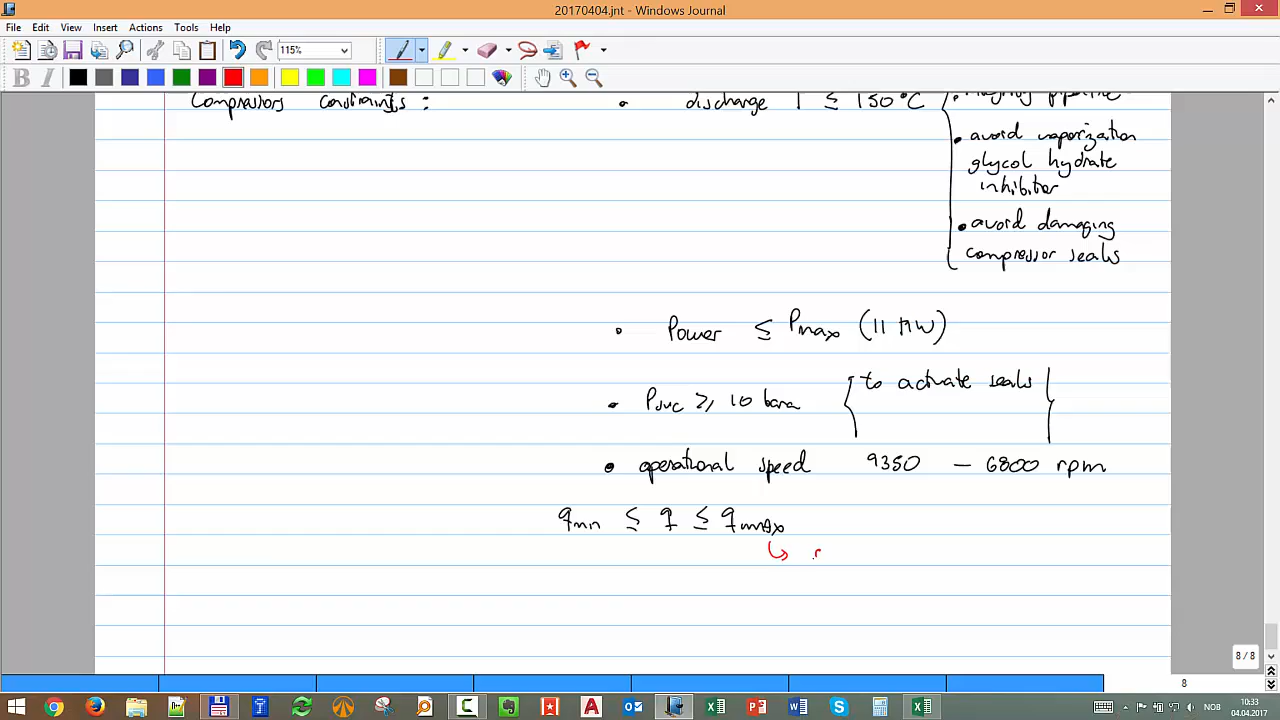 20170404.jnt - Windows Journal
File Edit View Insert Actions Tools Help
115%
Compressors constraints : • discharge T ≤ 150°C
pipeline
• avoid vaporization
glycol hydrate
inhibitor
• avoid damaging
compressor seals
• Power ≤ Pmax (11 MW)
• Psuc ≥ 10 bara to activate seals
• operational speed 9350 – 6800 rpm
qmin ≤ q ≤ qmax
8 / 8
8
NOB
10:33
04.04.2017